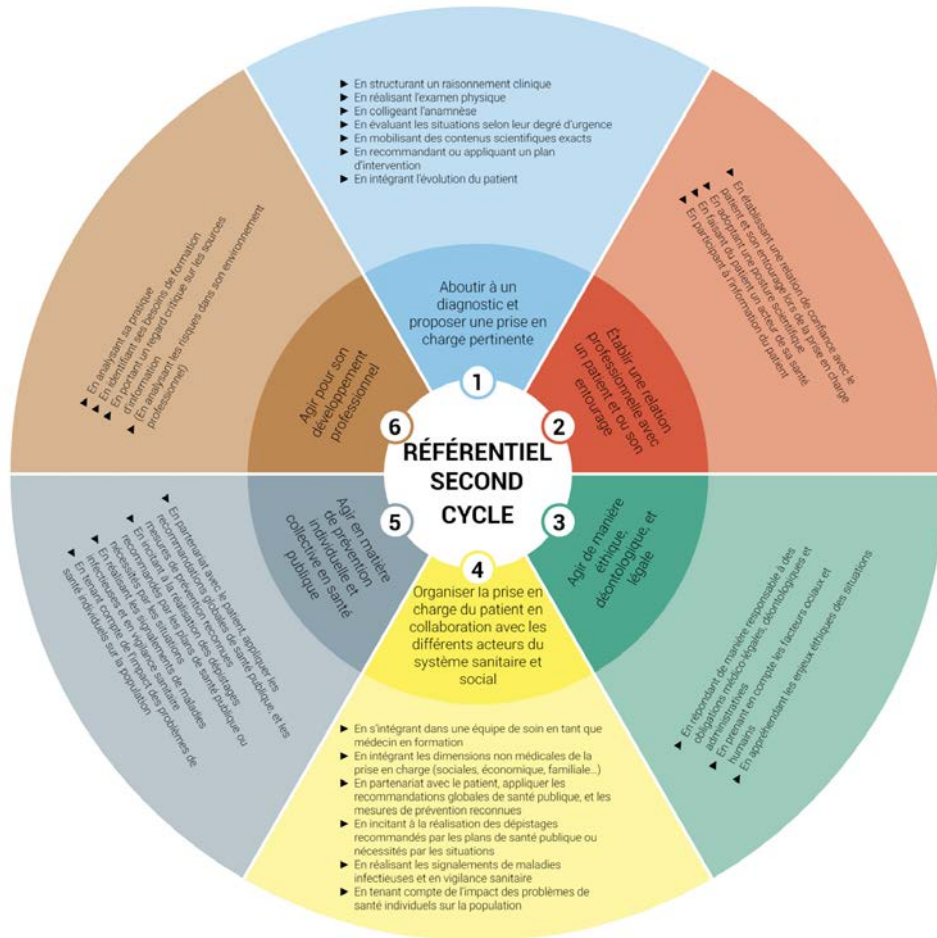 RÉFÉRENTIEL
SECOND
CYCLE
1
Aboutir à un
diagnostic et
proposer une prise en
charge pertinente
► En structurant un raisonnement clinique
► En réalisant l'examen physique
► En colligeant l'anamnèse
► En évaluant les situations selon leur degré d'urgence
► En mobilisant des contenus scientifiques exacts
► En recommandant ou appliquant un plan
d'intervention
► En intégrant l'évolution du patient
2
Établir une relation
professionnelle avec
un patient et ou son
entourage
► En établissant une relation de confiance avec le
patient et son entourage lors de la prise en charge
► En adoptant une posture scientifique
► En faisant du patient un acteur de sa santé
► En participant à l'information du patient
3
Agir de manière
éthique,
déontologique, et
légale
► En répondant de manière responsable à des
obligations médico-légales, déontologiques et
administratives
► En prenant en compte les facteurs ociaux et
humains
► En appréhendant les enjeux éthiques des situations
4
Organiser la prise en
charge du patient en
collaboration avec les
différents acteurs du
système sanitaire et
social
► En s'intégrant dans une équipe de soin en tant que
médecin en formation
► En intégrant les dimensions non médicales de la
prise en charge (sociales, économique, familiale...)
► En partenariat avec le patient, appliquer les
recommandations globales de santé publique, et les
mesures de prévention reconnues
► En incitant à la réalisation des dépistages
recommandés par les plans de santé publique ou
nécessités par les situations
► En réalisant les signalements de maladies
infectieuses et en vigilance sanitaire
► En tenant compte de l'impact des problèmes de
santé individuels sur la population
5
Agir en matière
de prévention
individuelle et
collective en santé
publique
► En partenariat avec le patient, appliquer les
recommandations globales de santé publique, et les
mesures de prévention reconnues
► En incitant à la réalisation des dépistages
recommandés par les plans de santé publique ou
nécessités par les situations
► En réalisant les signalements de maladies
infectieuses et en vigilance sanitaire
► En tenant compte de l'impact des problèmes de
santé individuels sur la population
6
Agir pour son
développement
professionnel
► En analysant sa pratique
► En identifiant ses besoins de formation
► En portant un regard critique sur les sources
d'information
► (En analysant les risques dans son environnement
professionnel)